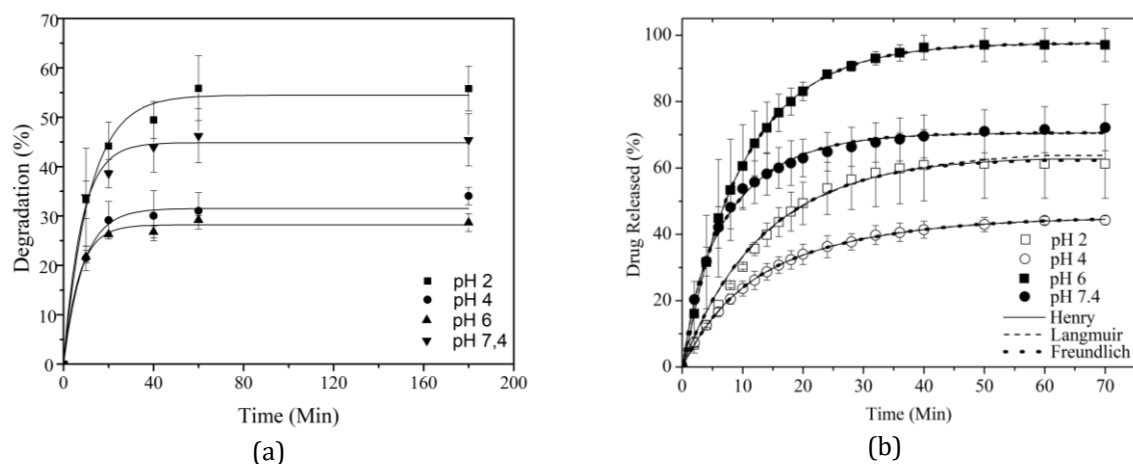 70
60
50
40
30
20
10
0
Degradation (%)
pH 2
pH 4
pH 6
pH 7,4
0 40 80 120 160 200
Time (Min)
(a)
100
80
60
40
20
0
Drug Released (%)
pH 2
pH 4
pH 6
pH 7.4
Henry
Langmuir
Freundlich
0 10 20 30 40 50 60 70
Time (Min)
(b)